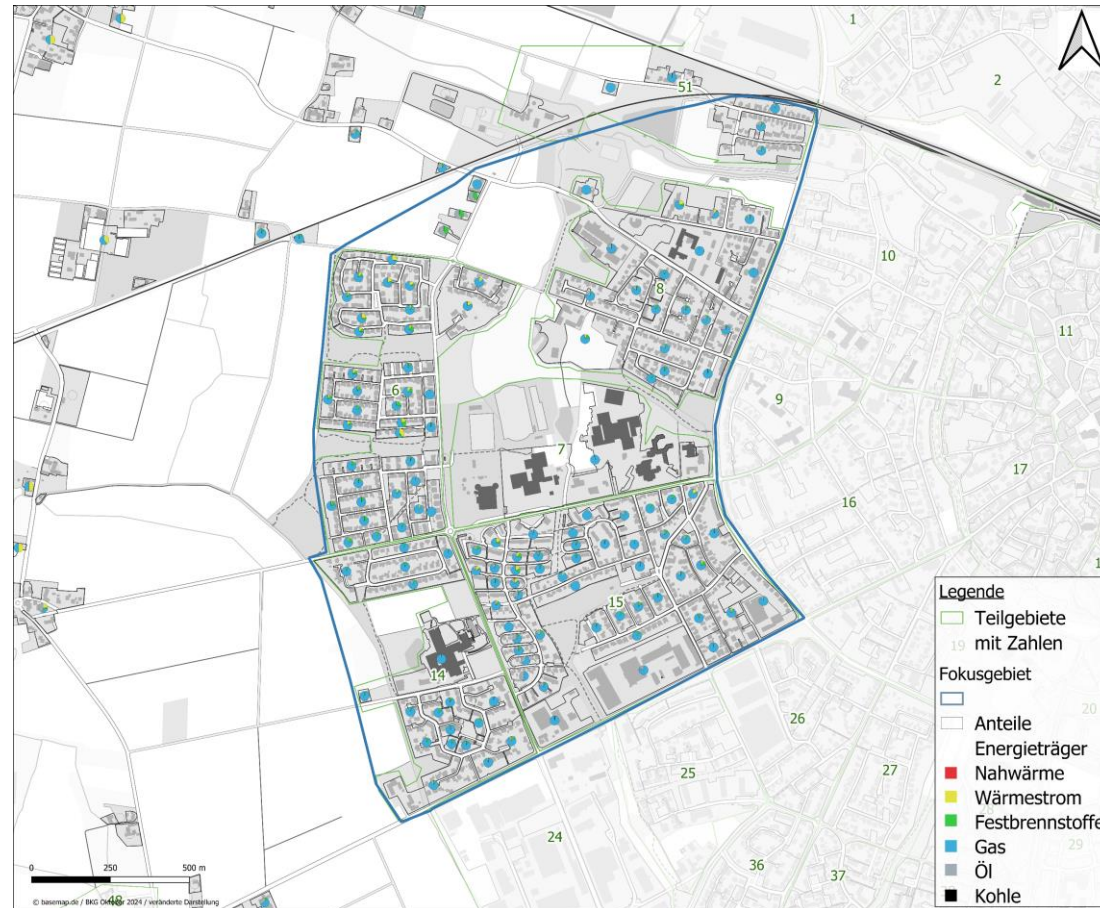 1
2
51
10
11
8
9
6
7
17
16
15
14
20
26
25
27
24
29
36
37
48
Legende
Teilgebiete
19 mit Zahlen
Fokusgebiet
Anteile
Energieträger
Nahwärme
Wärmestrom
Festbrennstoffe
Gas
Öl
Kohle
0 250 500 m
© basemap.de / BKG Oktober 2024 / veränderte Darstellung